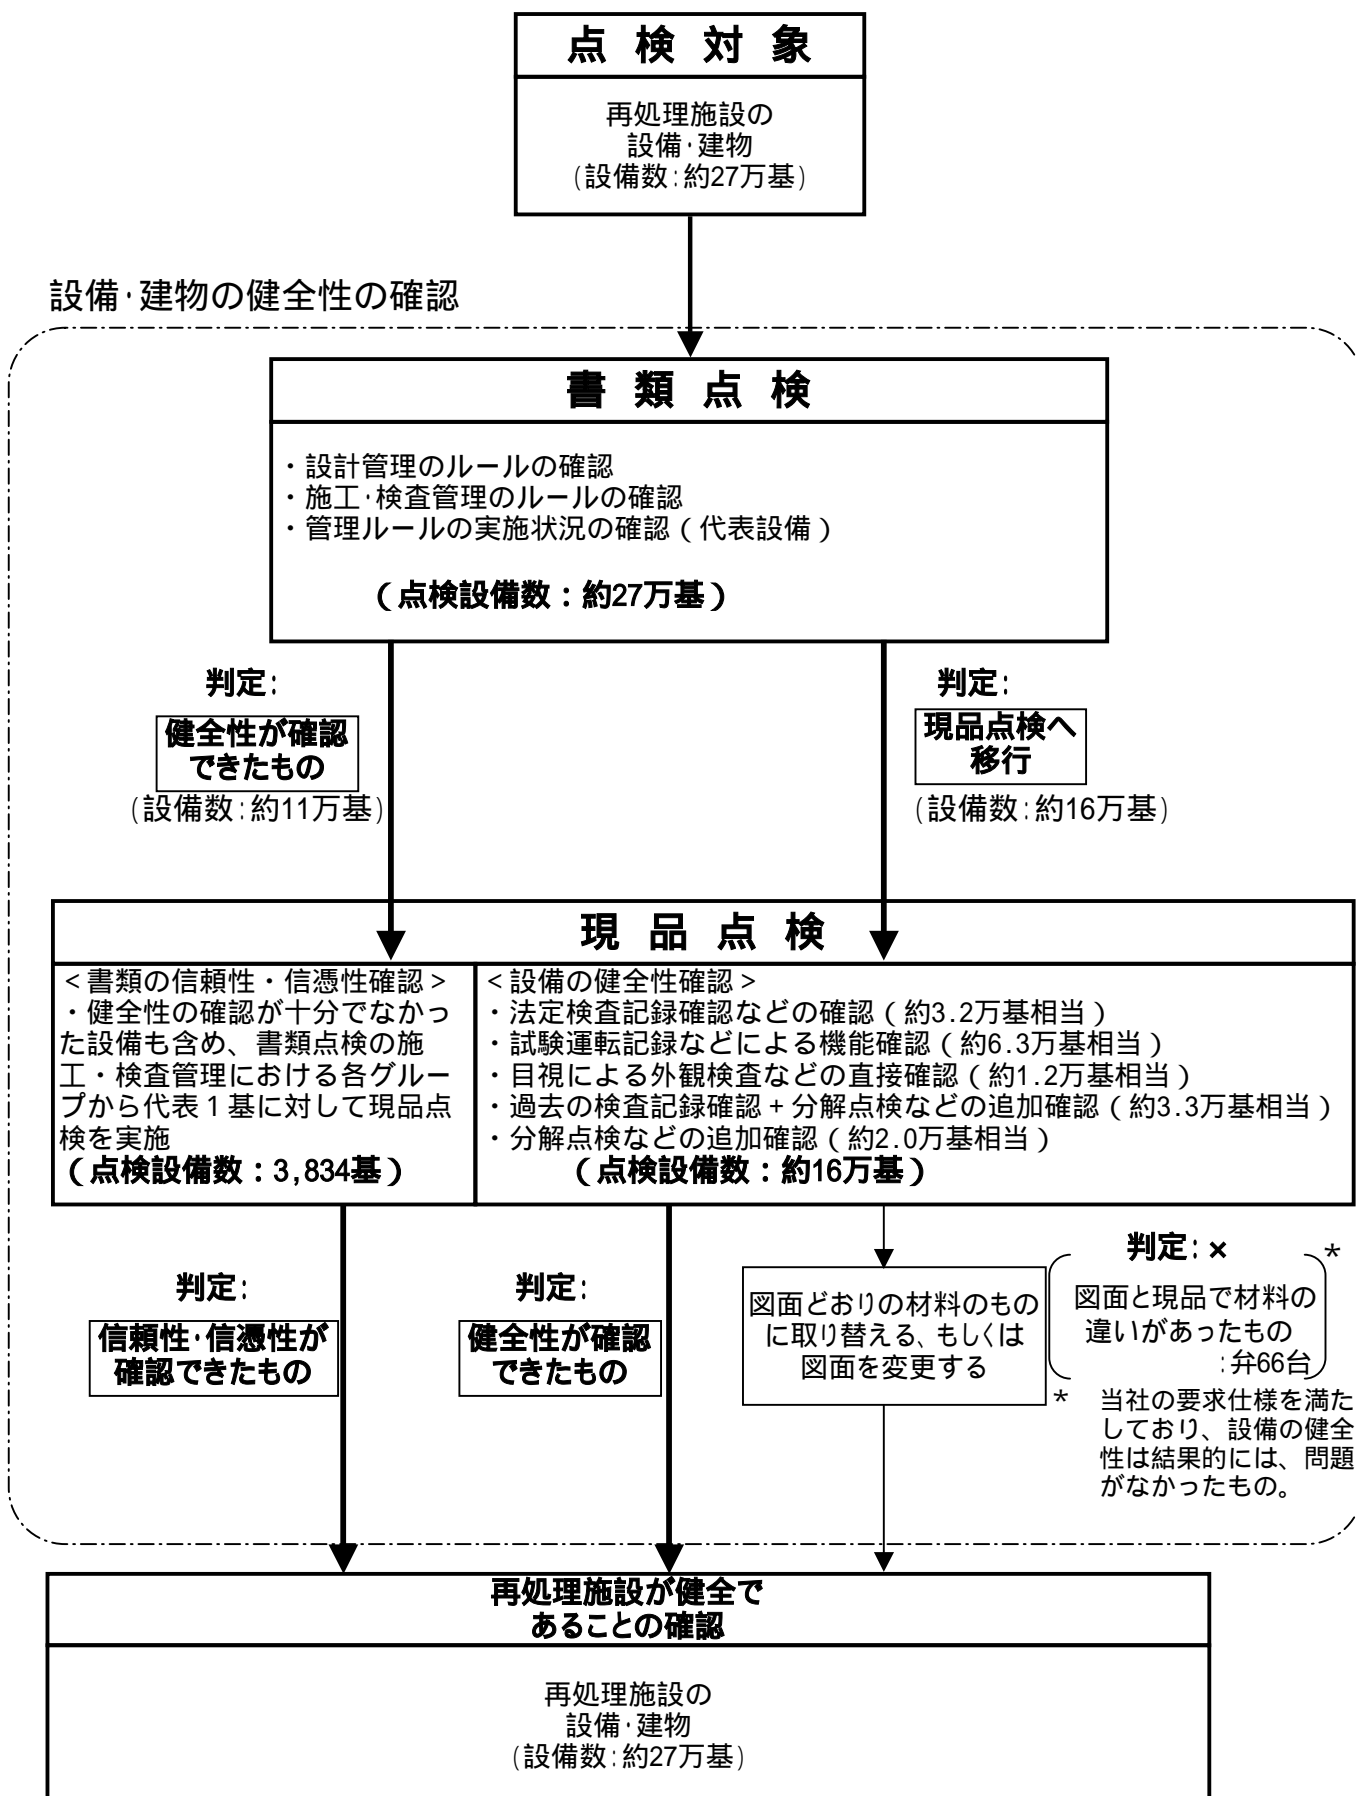 点検対象
再処理施設の
設備・建物
(設備数:約27万基)
設備・建物の健全性の確認
書類点検
・設計管理のルールの確認
・施工・検査管理のルールの確認
・管理ルールの実施状況の確認(代表設備)
(点検設備数:約27万基)
判定:
健全性が確認
できたもの
(設備数:約11万基)
判定:
現品点検へ
移行
(設備数:約16万基)
現品点検
<書類の信頼性・信憑性確認>
・健全性の確認が十分でなかっ
た設備も含め、書類点検の施
工・検査管理における各グルー
プから代表1基に対して現品点
検を実施
(点検設備数:3,834基)
<設備の健全性確認>
・法定検査記録確認などの確認(約3.2万基相当)
・試験運転記録などによる機能確認(約6.3万基相当)
・目視による外観検査などの直接確認(約1.2万基相当)
・過去の検査記録確認+分解点検などの追加確認(約3.3万基相当)
・分解点検などの追加確認(約2.0万基相当)
(点検設備数:約16万基)
判定:
信頼性・信憑性が
確認できたもの
判定:
健全性が確認
できたもの
図面どおりの材料のもの
に取り替える、もしくは
図面を変更する
判定:×
*
図面と現品で材料の
違いがあったもの
:弁66台
* 当社の要求仕様を満た
しており、設備の健全
性は結果的には、問題
がなかったもの。
再処理施設が健全で
あることの確認
再処理施設の
設備・建物
(設備数:約27万基)